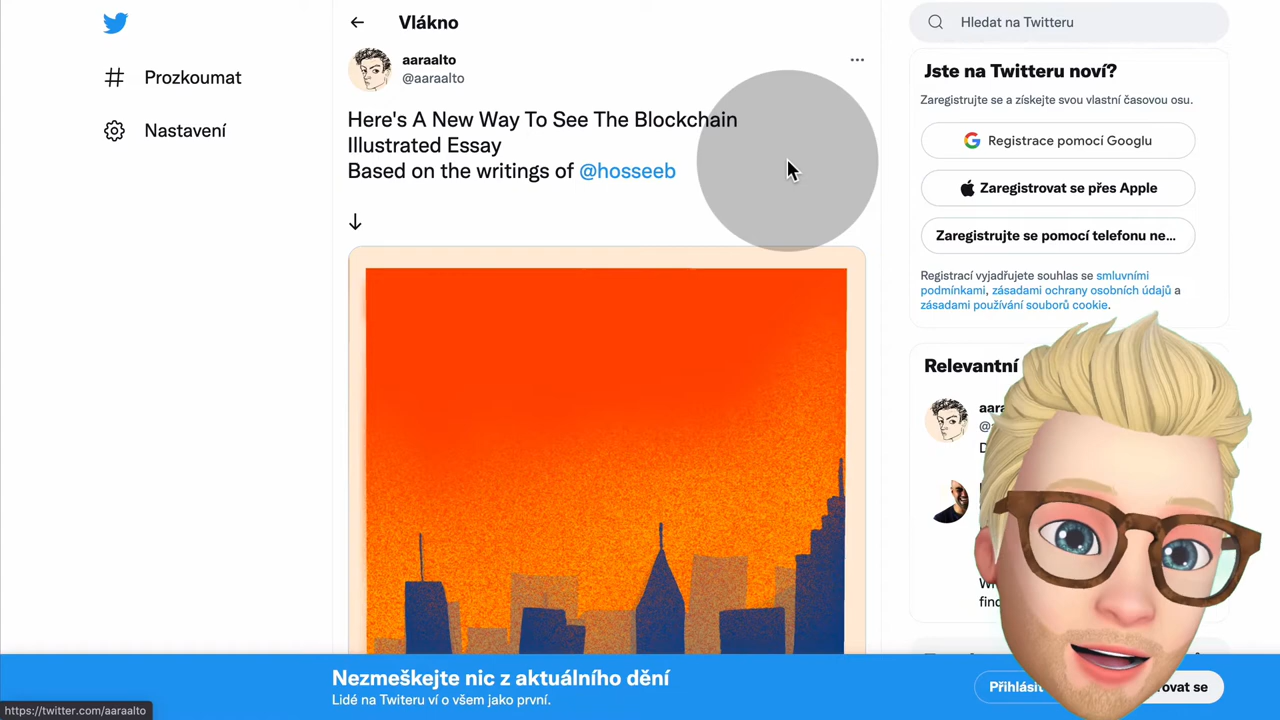 Vlákno
Hledat na Twitteru
Prozkoumat
Nastavení
aaraalto
@aaraalto
Here's A New Way To See The Blockchain
Illustrated Essay
Based on the writings of @hosseeb
↓
Jste na Twitteru noví?
Zaregistrujte se a získejte svou vlastní časovou osu.
Registrace pomocí Googlu
Zaregistrovat se přes Apple
Zaregistrujte se pomocí telefonu ne...
Registrací vyjadřujete souhlas se smluvními
podmínkami, zásadami ochrany osobních údajů a
zásadami používání souborů cookie.
Relevantní
Nezmeškejte nic z aktuálního dění
Lidé na Twiteru ví o všem jako první.
https://twitter.com/aaraalto